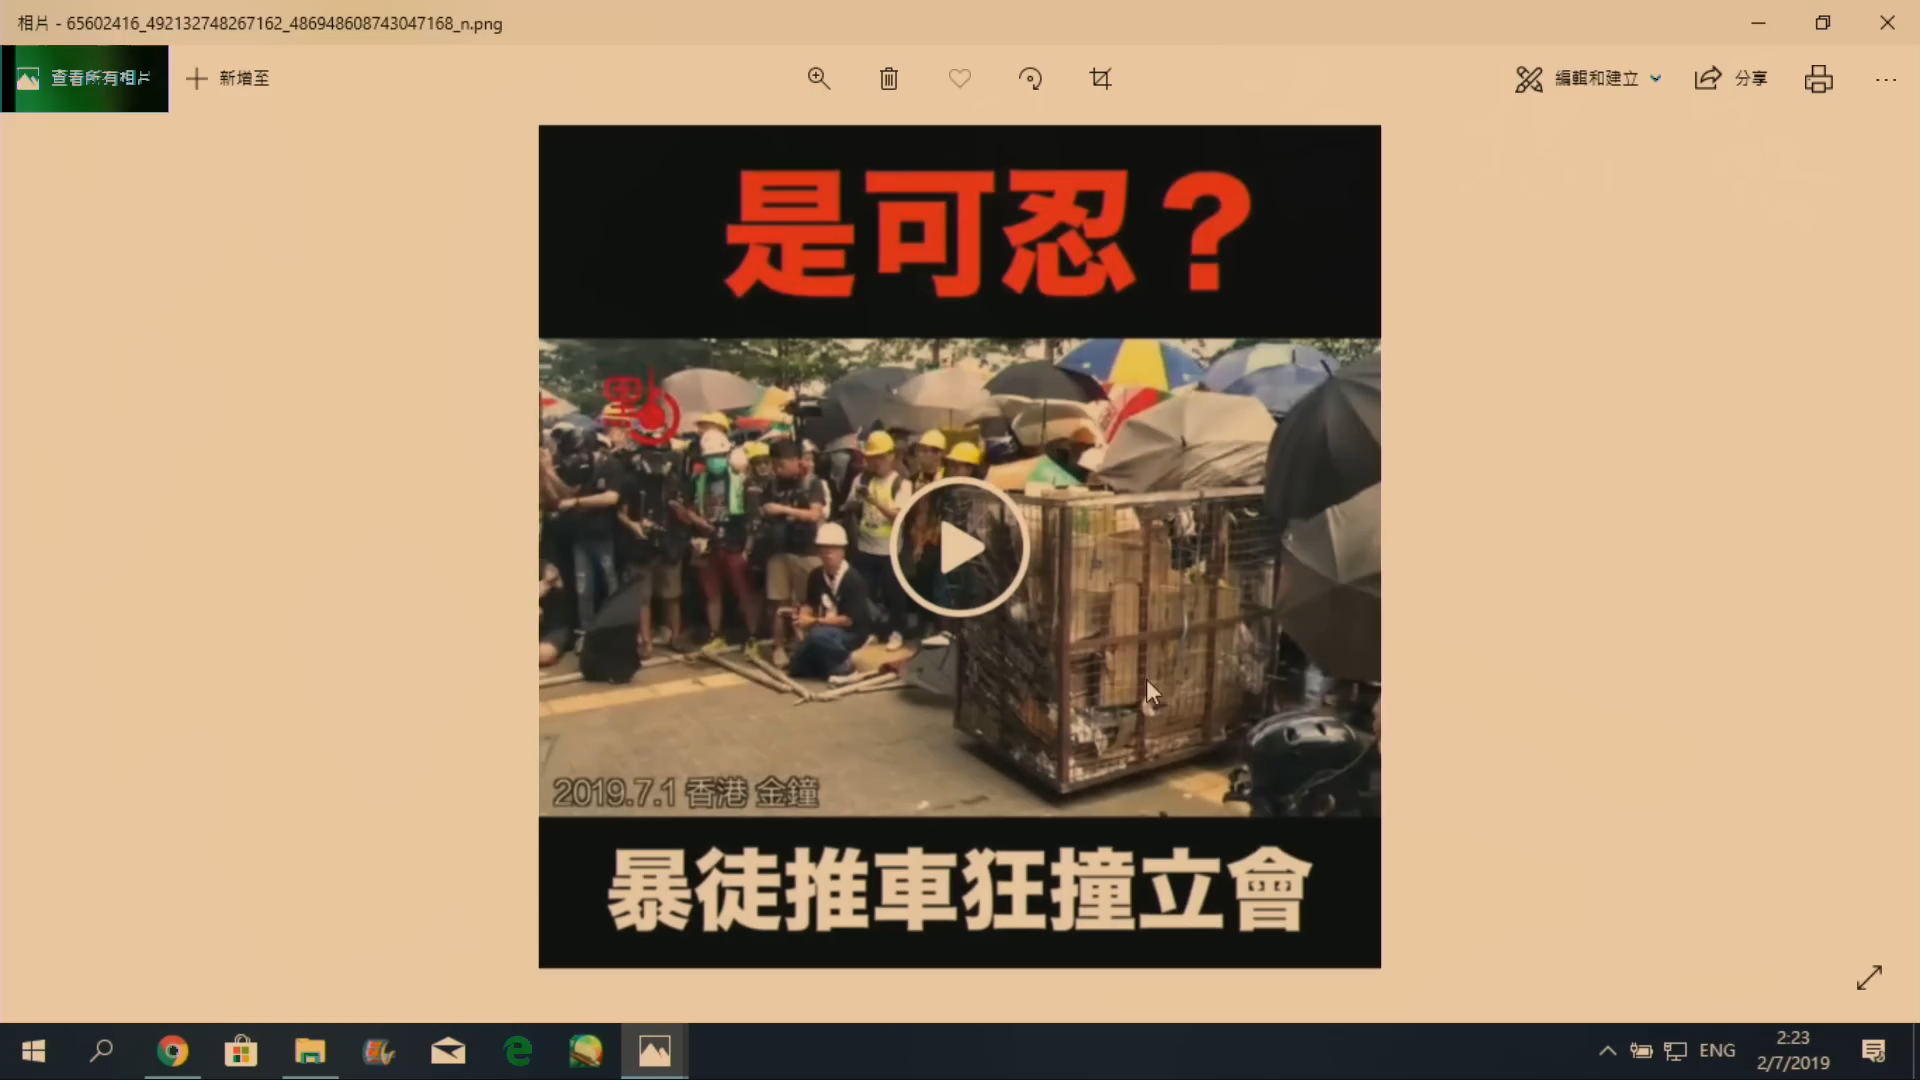 相片 - 65602416_492132748267162_486948608743047168_n.png
查看所有相片
新增至
編輯和建立
分享
是可忍？
點
2019.7.1 香港 金鐘
暴徒推車狂撞立會
ENG
2:23
2/7/2019